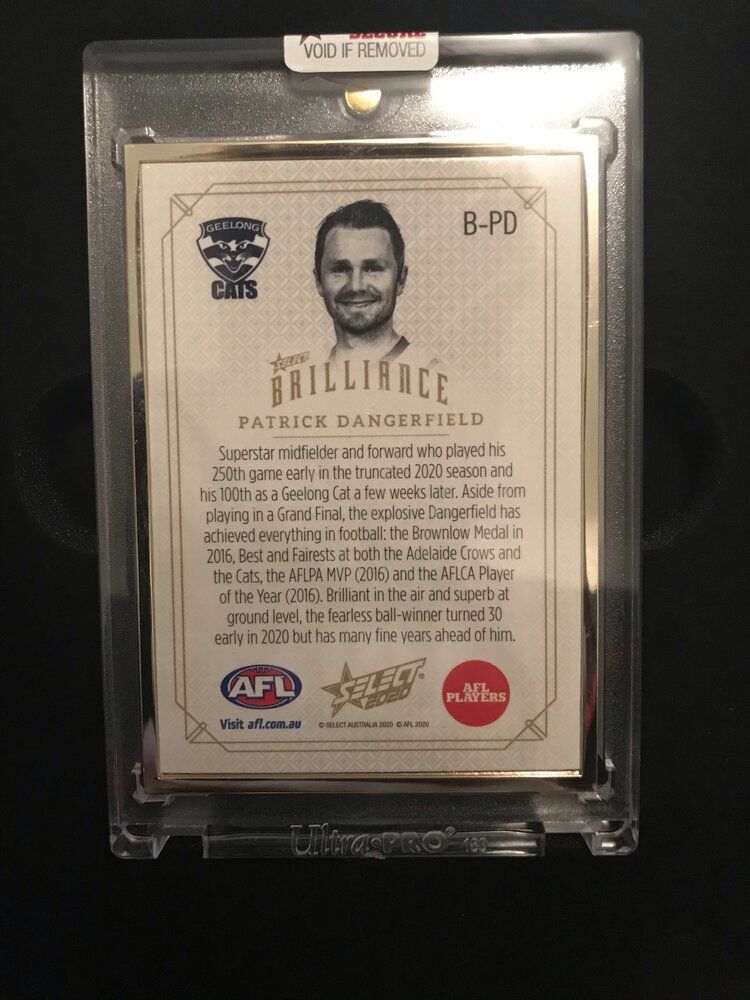 SECURE
VOID IF REMOVED
GEELONG
CATS
B-PD
SELECT
BRILLIANCE
PATRICK DANGERFIELD
Superstar midfielder and forward who played his
250th game early in the truncated 2020 season and
his 100th as a Geelong Cat a few weeks later. Aside from
playing in a Grand Final, the explosive Dangerfield has
achieved everything in football: the Brownlow Medal in
2016, Best and Fairests at both the Adelaide Crows and
the Cats, the AFLPA MVP (2016) and the AFLCA Player
of the Year (2016). Brilliant in the air and superb at
ground level, the fearless ball-winner turned 30
early in 2020 but has many fine years ahead of him.
AFL
Visit afl.com.au
SELECT
2020
© SELECT AUSTRALIA 2020 © AFL 2020
AFL
PLAYERS
Ultra·PRO® 180